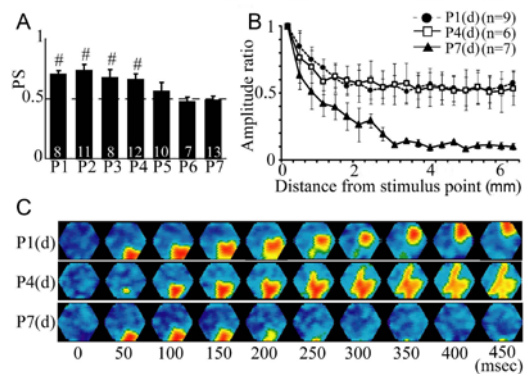 A
PS
1
0.5
0
# # # #
8 11 8 12 10 7 13
P1 P2 P3 P4 P5 P6 P7
B
Amplitude ratio
1.0
0.5
0
0 2 4 6
Distance from stimulus point (mm)
P1(d)(n=9)
P4(d)(n=6)
P7(d)(n=7)
C
P1(d)
P4(d)
P7(d)
0 50 100 150 200 250 300 350 400 450
(msec)